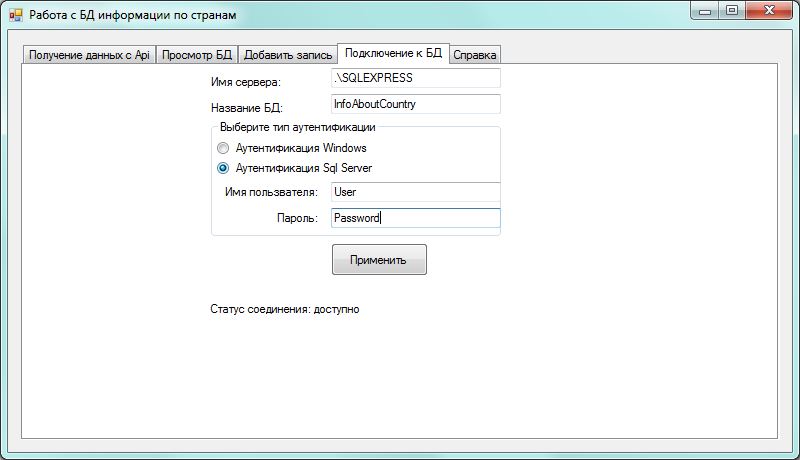 Работа с БД информации по странам
Получение данных с Api Просмотр БД Добавить запись Подключение к БД Справка
Имя сервера: .\SQLEXPRESS
Название БД: InfoAboutCountry
Выберите тип аутентификации
Аутентификация Windows
Аутентификация Sql Server
Имя пользвателя: User
Пароль: Password
Применить
Статус соединения: доступно